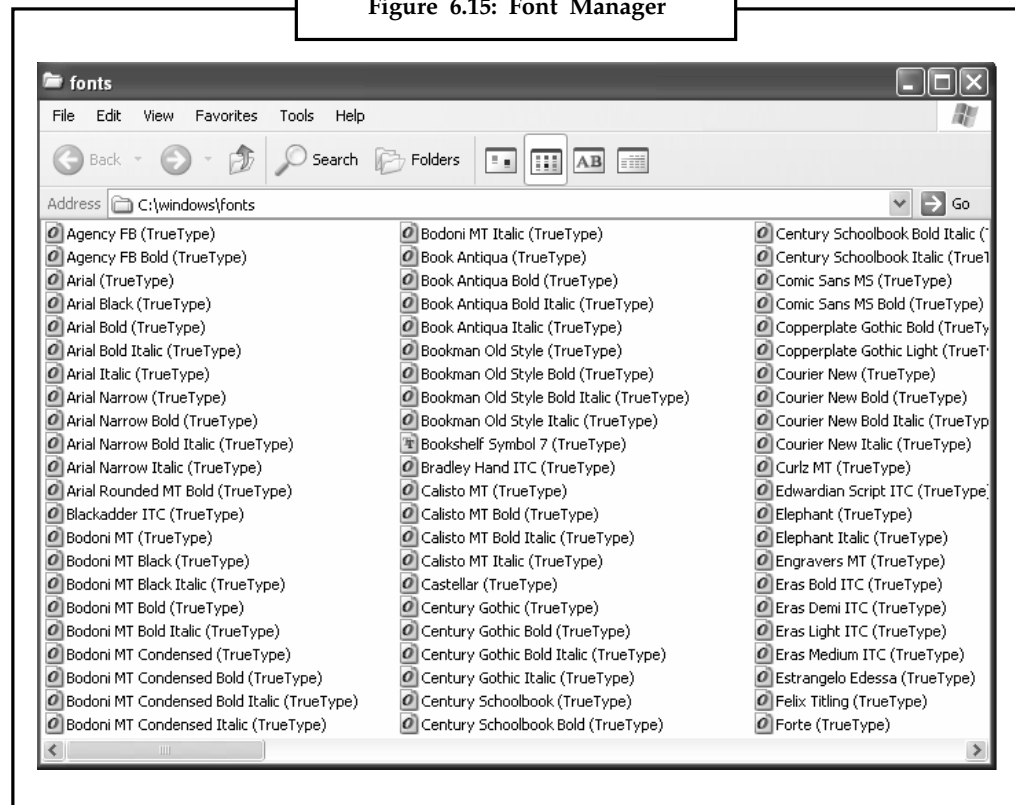 Figure 6.15: Font Manager
fonts
File Edit View Favorites Tools Help
Back Search Folders AB
Address C:\windows\fonts Go
Agency FB (TrueType)
Agency FB Bold (TrueType)
Arial (TrueType)
Arial Black (TrueType)
Arial Bold (TrueType)
Arial Bold Italic (TrueType)
Arial Italic (TrueType)
Arial Narrow (TrueType)
Arial Narrow Bold (TrueType)
Arial Narrow Bold Italic (TrueType)
Arial Narrow Italic (TrueType)
Arial Rounded MT Bold (TrueType)
Blackadder ITC (TrueType)
Bodoni MT (TrueType)
Bodoni MT Black (TrueType)
Bodoni MT Black Italic (TrueType)
Bodoni MT Bold (TrueType)
Bodoni MT Bold Italic (TrueType)
Bodoni MT Condensed (TrueType)
Bodoni MT Condensed Bold (TrueType)
Bodoni MT Condensed Bold Italic (TrueType)
Bodoni MT Condensed Italic (TrueType)
Bodoni MT Italic (TrueType)
Book Antiqua (TrueType)
Book Antiqua Bold (TrueType)
Book Antiqua Bold Italic (TrueType)
Book Antiqua Italic (TrueType)
Bookman Old Style (TrueType)
Bookman Old Style Bold (TrueType)
Bookman Old Style Bold Italic (TrueType)
Bookman Old Style Italic (TrueType)
Bookshelf Symbol 7 (TrueType)
Bradley Hand ITC (TrueType)
Calisto MT (TrueType)
Calisto MT Bold (TrueType)
Calisto MT Bold Italic (TrueType)
Calisto MT Italic (TrueType)
Castellar (TrueType)
Century Gothic (TrueType)
Century Gothic Bold (TrueType)
Century Gothic Bold Italic (TrueType)
Century Gothic Italic (TrueType)
Century Schoolbook (TrueType)
Century Schoolbook Bold (TrueType)
Century Schoolbook Bold Italic (
Century Schoolbook Italic (True
Comic Sans MS (TrueType)
Comic Sans MS Bold (TrueType)
Copperplate Gothic Bold (TrueTy
Copperplate Gothic Light (TrueT
Courier New (TrueType)
Courier New Bold (TrueType)
Courier New Bold Italic (TrueTyp
Courier New Italic (TrueType)
Curlz MT (TrueType)
Edwardian Script ITC (TrueType)
Elephant (TrueType)
Elephant Italic (TrueType)
Engravers MT (TrueType)
Eras Bold ITC (TrueType)
Eras Demi ITC (TrueType)
Eras Light ITC (TrueType)
Eras Medium ITC (TrueType)
Estrangelo Edessa (TrueType)
Felix Titling (TrueType)
Forte (TrueType)